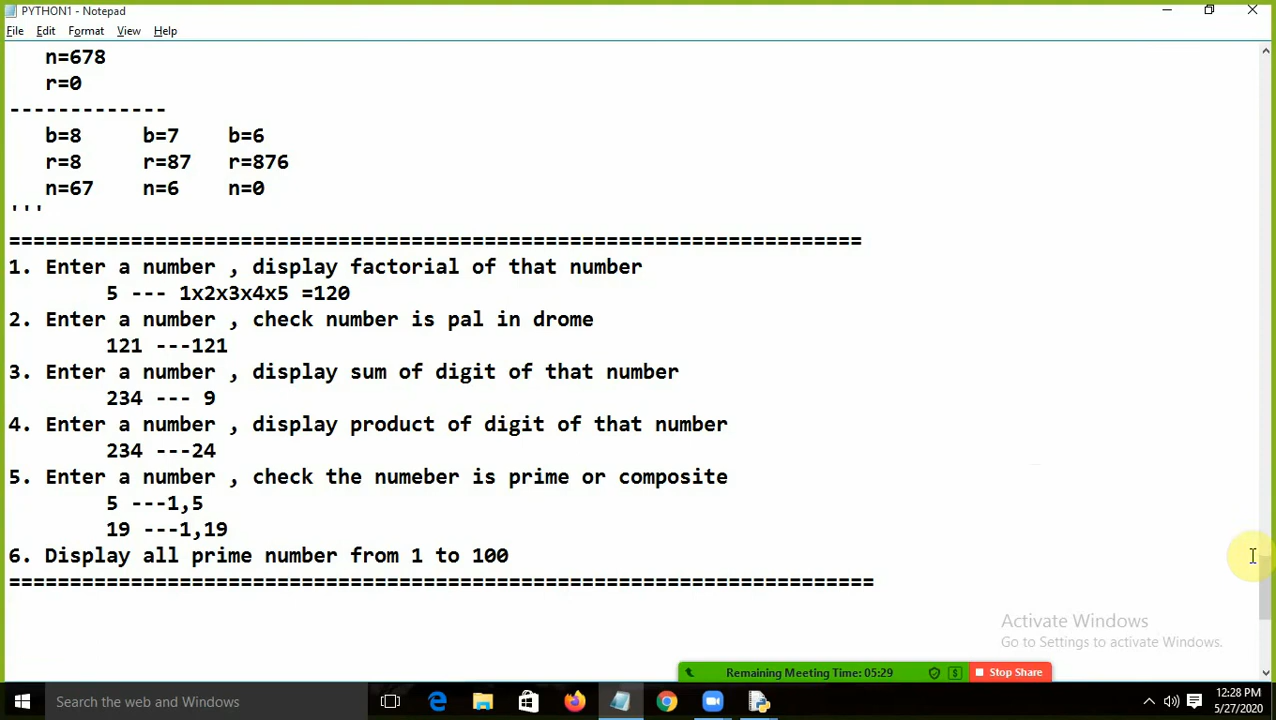 PYTHON1 - Notepad
File Edit Format View Help
n=678
r=0
-------------
b=8 b=7 b=6
r=8 r=87 r=876
n=67 n=6 n=0
'''
======================================================================
1. Enter a number , display factorial of that number
5 --- 1x2x3x4x5 =120
2. Enter a number , check number is pal in drome
121 ---121
3. Enter a number , display sum of digit of that number
234 --- 9
4. Enter a number , display product of digit of that number
234 ---24
5. Enter a number , check the numeber is prime or composite
5 ---1,5
19 ---1,19
6. Display all prime number from 1 to 100
=======================================================================
Activate Windows
Go to Settings to activate Windows.
Remaining Meeting Time: 05:29 Stop Share
Search the web and Windows
12:28 PM
5/27/2020